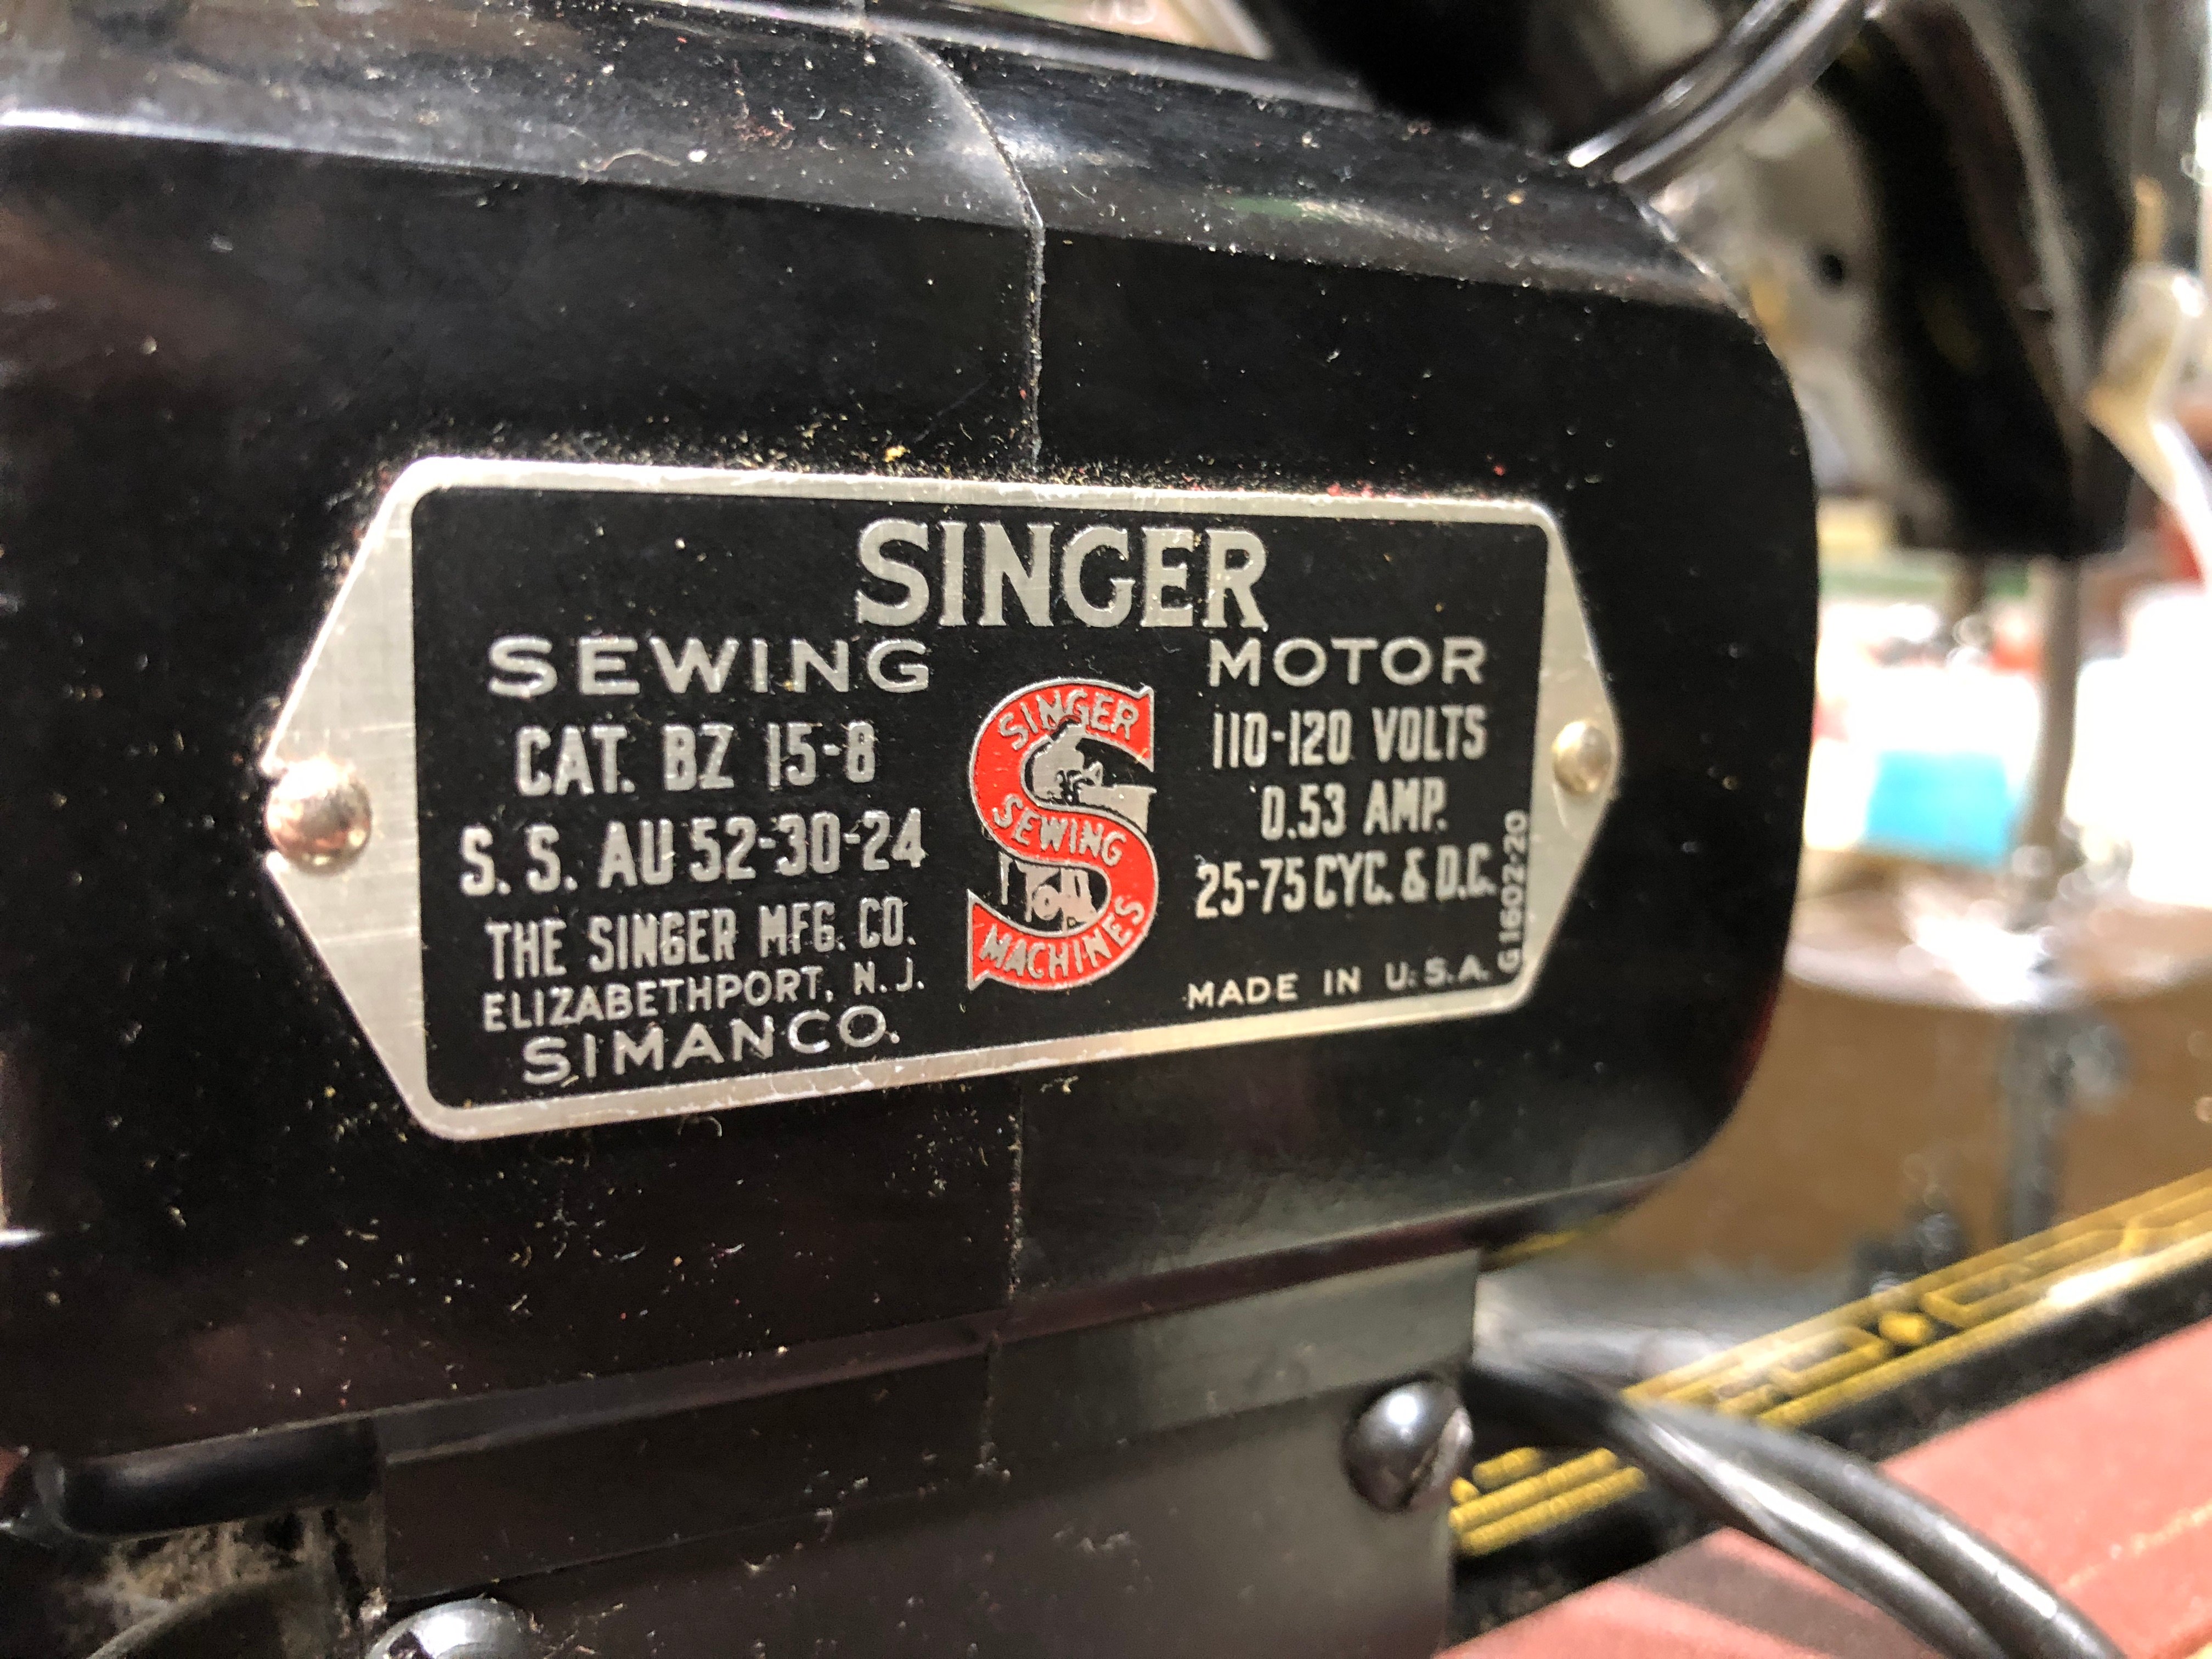 SINGER
SEWING MOTOR
CAT. BZ 15-8
S. S. AU 52-30-24
THE SINGER MFG. CO.
ELIZABETHPORT, N. J.
SIMANCO.
SINGER
SEWING
MACHINES
110-120 VOLTS
0.53 AMP.
25-75 CYC. & D.C.
MADE IN U. S. A.
G 1602-20